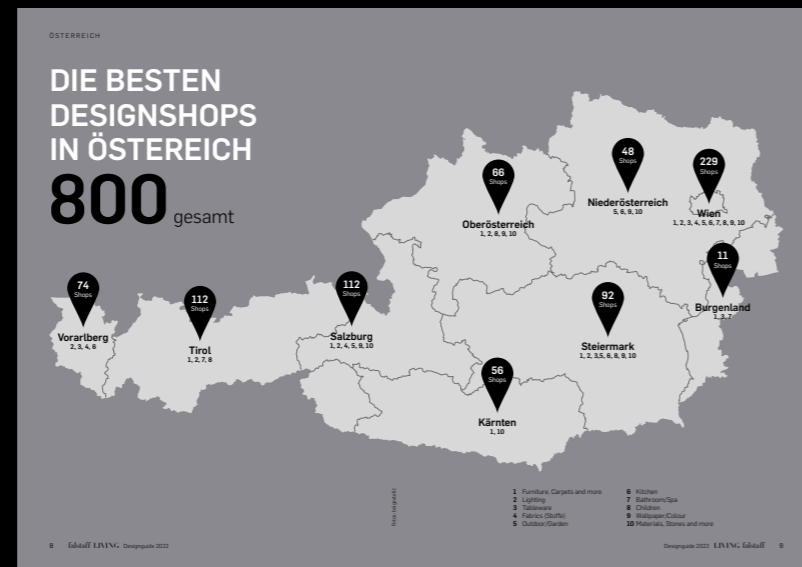 ÖSTERREICH
DIE BESTEN
DESIGNSHOPS
IN ÖSTEREICH
800 gesamt
48
Shops
Niederösterreich
5, 6, 9, 10
229
Shops
Wien
1, 2, 3, 4, 5, 6, 7, 8, 9, 10
66
Shops
Oberösterreich
1, 2, 8, 9, 10
11
Shops
Burgenland
1, 3, 7
74
Shops
Vorarlberg
2, 3, 4, 6
112
Shops
Tirol
1, 2, 7, 8
112
Shops
Salzburg
1, 2, 4, 5, 9, 10
92
Shops
Steiermark
1, 2, 3,5, 6, 8, 9, 10
56
Shops
Kärnten
1, 10
1 Furniture, Carpets and more
2 Lighting
3 Tableware
4 Fabrics (Stoffe)
5 Outdoor/Garden
6 Kitchen
7 Bathroom/Spa
8 Children
9 Wallpaper/Colour
10 Materials, Stones and more
8 falstaff LIVING Designguide 2022
Designguide 2022 LIVING falstaff 9